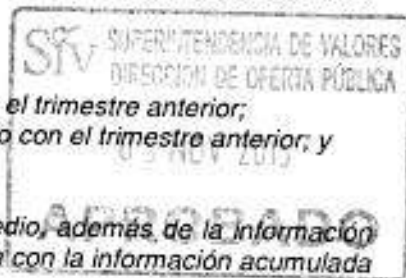 SIV SUPERINTENDENCIA DE VALORES
DIRECCIÓN DE OFERTA PÚBLICA
el trimestre anterior;
o con el trimestre anterior; y
NOV
APROBADO
edio, además de la información
con la información acumulada